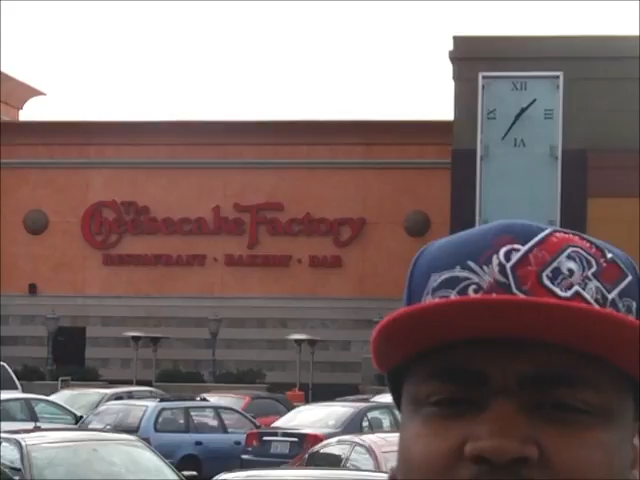 The
Cheesecake Factory
RESTAURANT · BAKERY · BAR
XII
IX III
VI